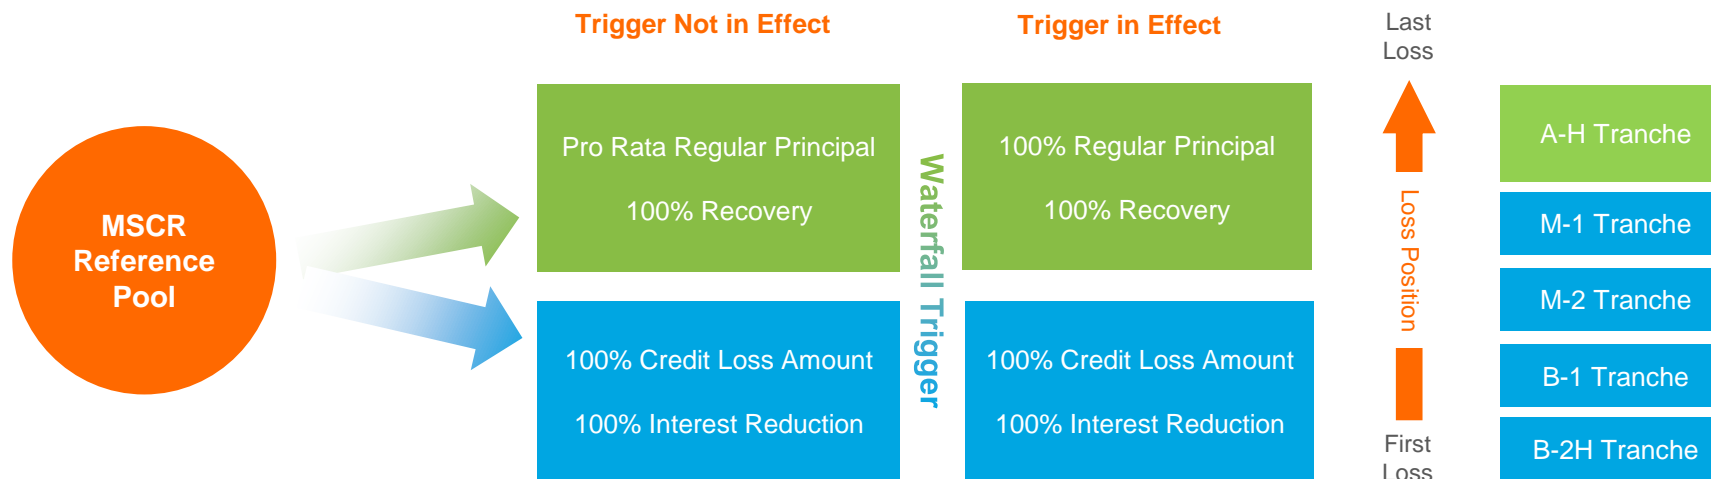 Trigger Not in Effect
Trigger in Effect
Last
Loss
MSCR
Reference
Pool
Pro Rata Regular Principal
100% Recovery
100% Credit Loss Amount
100% Interest Reduction
Waterfall Trigger
100% Regular Principal
100% Recovery
100% Credit Loss Amount
100% Interest Reduction
Loss Position
First
Loss
A-H Tranche
M-1 Tranche
M-2 Tranche
B-1 Tranche
B-2H Tranche